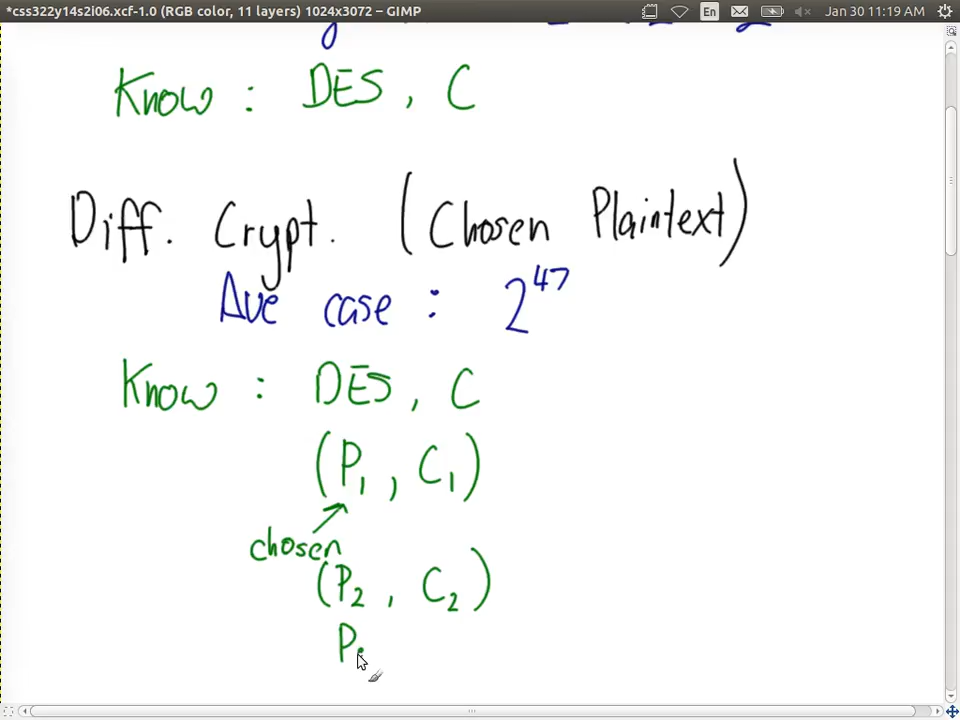 *css322y14s2i06.xcf-1.0 (RGB color, 11 layers) 1024x3072 – GIMP
En
Jan 30 11:19 AM
Know : DES , C
Diff. Crypt. (Chosen Plaintext)
Ave case : 2^47
Know : DES , C
(P1 , C1)
chosen
(P2 , C2)
P